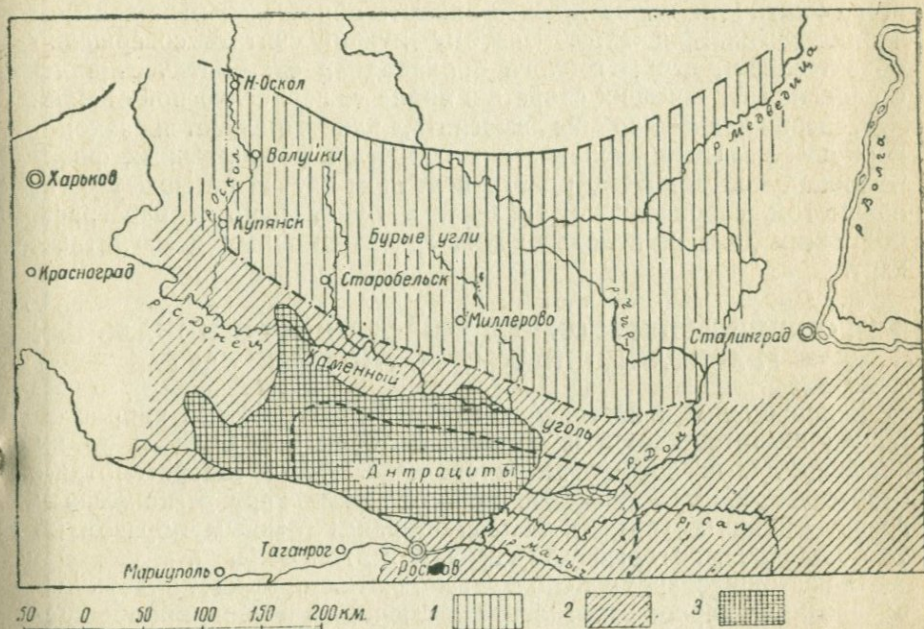 Н-Оскол
р. Медведица
Валуйки
Харьков
р. Оскол
р. Волга
Купянск
Бурые угли
Красноград
Старобельск
Миллерово
р. С. Донец
Сталинград
Каменный
уголь
р. Дон
Антрациты
р. Сал
р. Маныч
Таганрог
Ростов
Мариуполь
50 0 50 100 150 200 км. 1 2 3